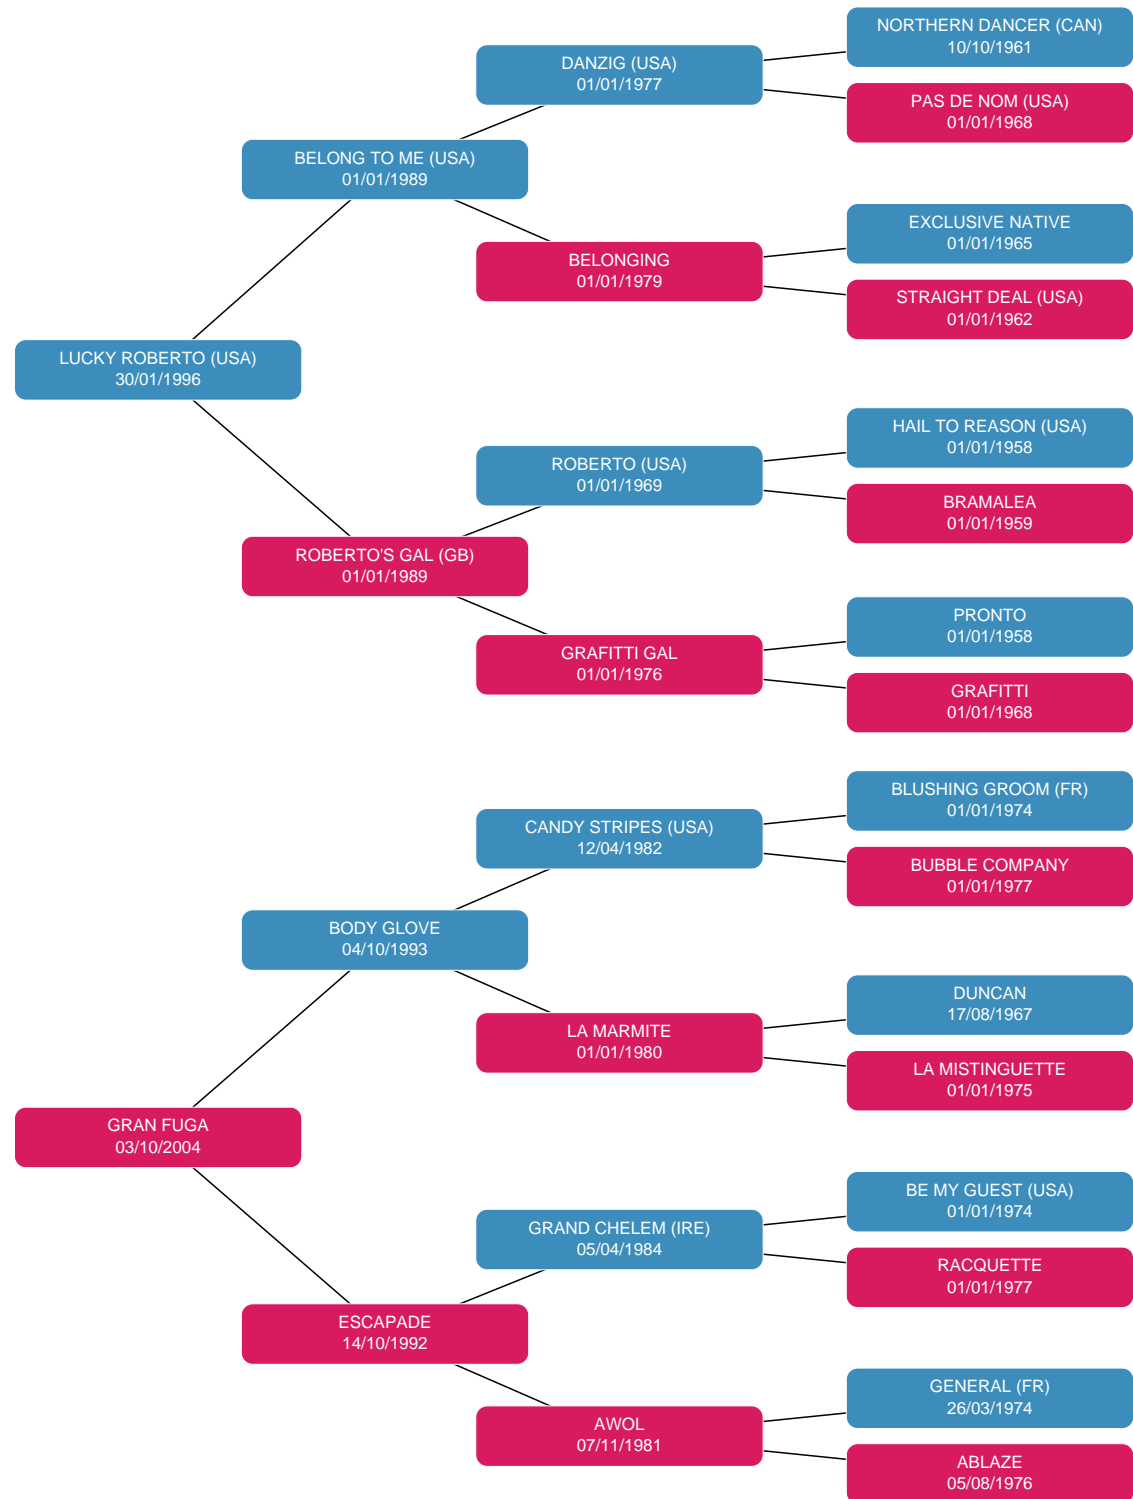 NORTHERN DANCER (CAN)
10/10/1961
DANZIG (USA)
01/01/1977
PAS DE NOM (USA)
01/01/1968
BELONG TO ME (USA)
01/01/1989
EXCLUSIVE NATIVE
01/01/1965
BELONGING
01/01/1979
STRAIGHT DEAL (USA)
01/01/1962
LUCKY ROBERTO (USA)
30/01/1996
HAIL TO REASON (USA)
01/01/1958
ROBERTO (USA)
01/01/1969
BRAMALEA
01/01/1959
ROBERTO'S GAL (GB)
01/01/1989
PRONTO
01/01/1958
GRAFITTI GAL
01/01/1976
GRAFITTI
01/01/1968
BLUSHING GROOM (FR)
01/01/1974
CANDY STRIPES (USA)
12/04/1982
BUBBLE COMPANY
01/01/1977
BODY GLOVE
04/10/1993
DUNCAN
17/08/1967
LA MARMITE
01/01/1980
LA MISTINGUETTE
01/01/1975
GRAN FUGA
03/10/2004
BE MY GUEST (USA)
01/01/1974
GRAND CHELEM (IRE)
05/04/1984
RACQUETTE
01/01/1977
ESCAPADE
14/10/1992
GENERAL (FR)
26/03/1974
AWOL
07/11/1981
ABLAZE
05/08/1976